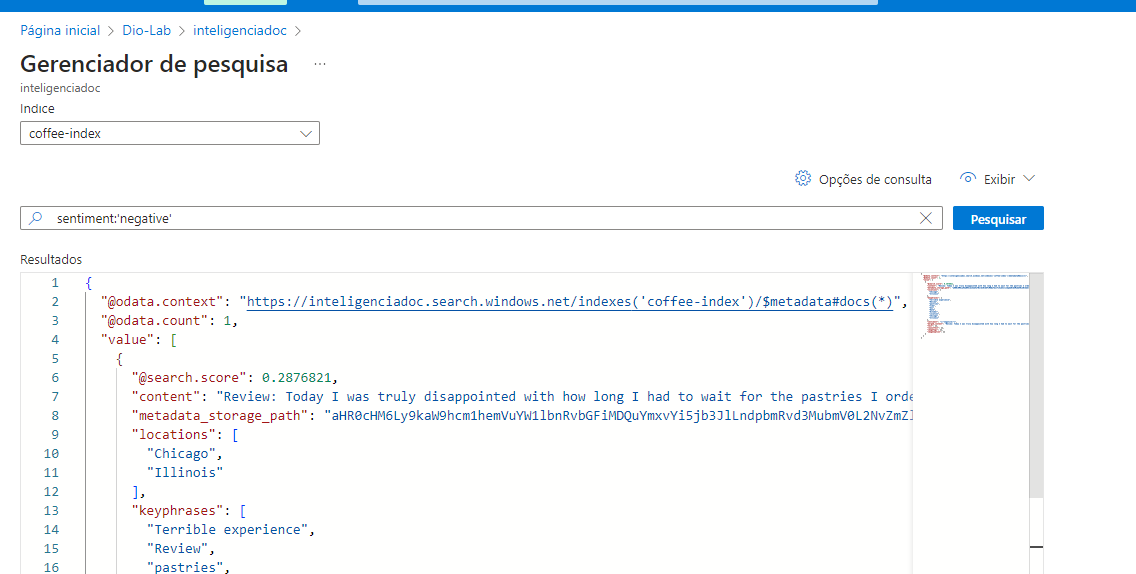 Página inicial > Dio-Lab > inteligenciadoc >
Gerenciador de pesquisa ...
inteligenciadoc
Índice
coffee-index
Opções de consulta Exibir
sentiment:'negative' Pesquisar
Resultados
1 {
2 "@odata.context": "https://inteligenciadoc.search.windows.net/indexes('coffee-index')/$metadata#docs(*)",
3 "@odata.count": 1,
4 "value": [
5 {
6 "@search.score": 0.2876821,
7 "content": "Review: Today I was truly disappointed with how long I had to wait for the pastries I orde
8 "metadata_storage_path": "aHR0cHM6Ly9kaW9hcm1hemVuYW1lbnRvbGFiMDQuYmxvYi5jb3JlLndpbmRvd3MubmV0L2NvZmZl
9 "locations": [
10 "Chicago",
11 "Illinois"
12 ],
13 "keyphrases": [
14 "Terrible experience",
15 "Review",
16 "pastries",